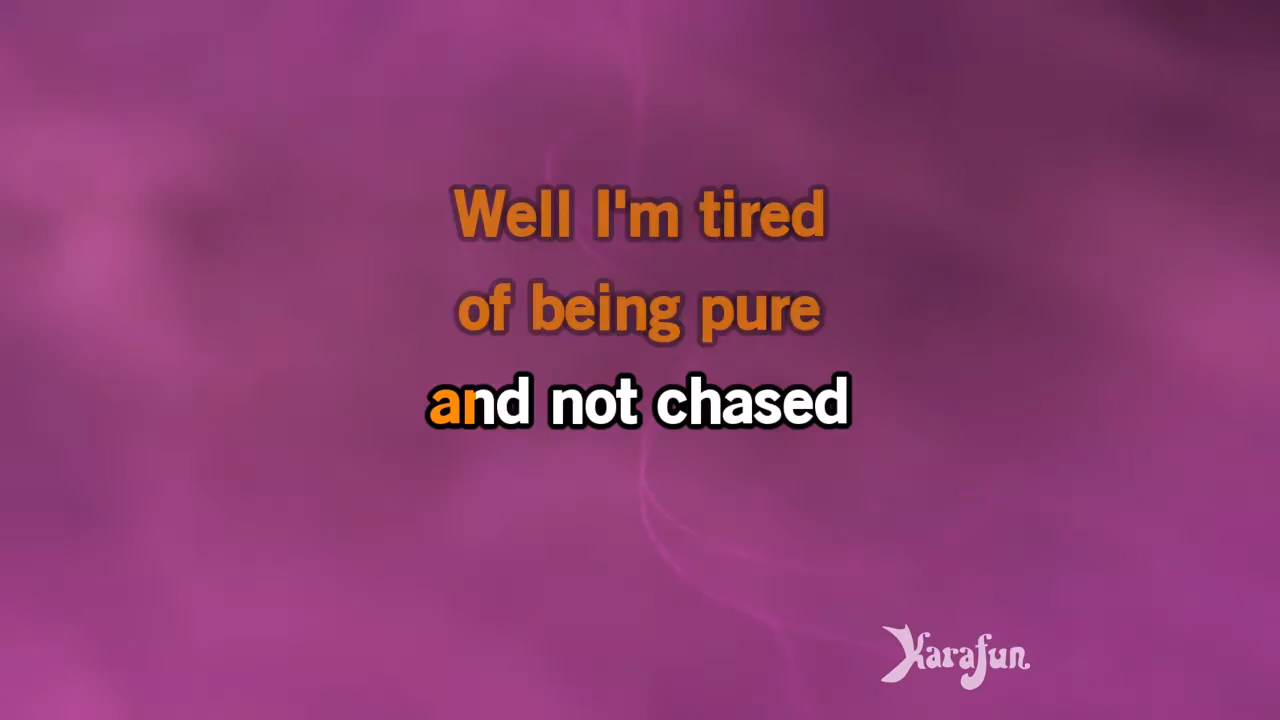 Well I'm tired
of being pure
and not chased
Karafun